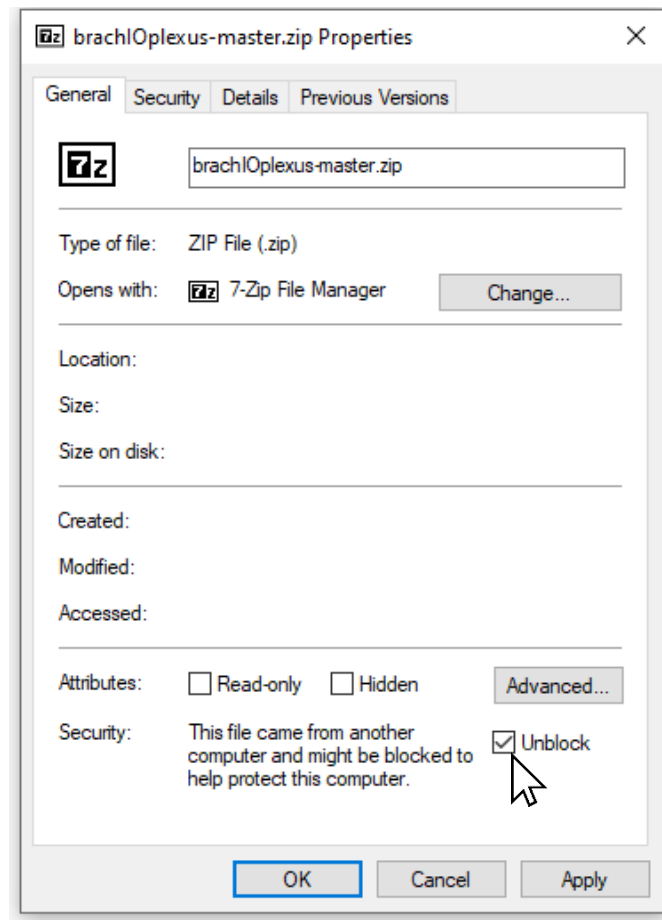 7z brachIOplexus-master.zip Properties
General Security Details Previous Versions
7z brachIOplexus-master.zip
Type of file: ZIP File (.zip)
Opens with: 7z 7-Zip File Manager Change...
Location:
Size:
Size on disk:
Created:
Modified:
Accessed:
Attributes: Read-only Hidden Advanced...
Security: This file came from another
computer and might be blocked to
help protect this computer.
Unblock
OK Cancel Apply